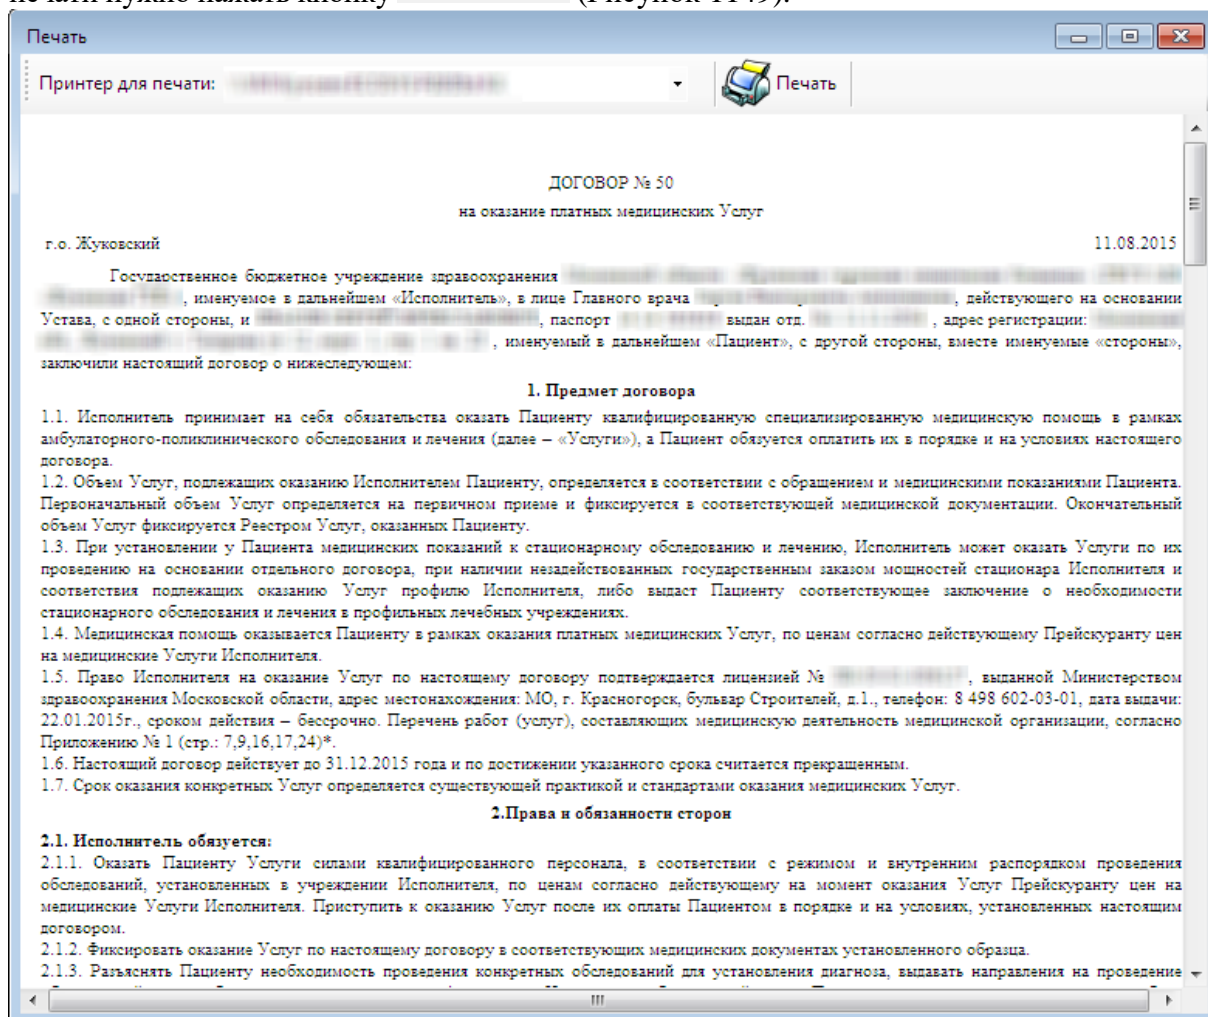 печати нужно нажать кнопку (Рисунок 1149).
Печать
Принтер для печати: Печать
ДОГОВОР № 50
на оказание платных медицинских Услуг
г.о. Жуковский 11.08.2015
Государственное бюджетное учреждение здравоохранения
, именуемое в дальнейшем «Исполнитель», в лице Главного врача , действующего на основании
Устава, с одной стороны, и , паспорт выдан отд. , адрес регистрации:
, именуемый в дальнейшем «Пациент», с другой стороны, вместе именуемые «стороны»,
заключили настоящий договор о нижеследующем:
1. Предмет договора
1.1. Исполнитель принимает на себя обязательства оказать Пациенту квалифицированную специализированную медицинскую помощь в рамках
амбулаторного-поликлинического обследования и лечения (далее – «Услуги»), а Пациент обязуется оплатить их в порядке и на условиях настоящего
договора.
1.2. Объем Услуг, подлежащих оказанию Исполнителем Пациенту, определяется в соответствии с обращением и медицинскими показаниями Пациента.
Первоначальный объем Услуг определяется на первичном приеме и фиксируется в соответствующей медицинской документации. Окончательный
объем Услуг фиксируется Реестром Услуг, оказанных Пациенту.
1.3. При установлении у Пациента медицинских показаний к стационарному обследованию и лечению, Исполнитель может оказать Услуги по их
проведению на основании отдельного договора, при наличии незадействованных государственным заказом мощностей стационара Исполнителя и
соответствия подлежащих оказанию Услуг профилю Исполнителя, либо выдаст Пациенту соответствующее заключение о необходимости
стационарного обследования и лечения в профильных лечебных учреждениях.
1.4. Медицинская помощь оказывается Пациенту в рамках оказания платных медицинских Услуг, по ценам согласно действующему Прейскуранту цен
на медицинские Услуги Исполнителя.
1.5. Право Исполнителя на оказание Услуг по настоящему договору подтверждается лицензией № , выданной Министерством
здравоохранения Московской области, адрес местонахождения: МО, г. Красногорск, бульвар Строителей, д.1., телефон: 8 498 602-03-01, дата выдачи:
22.01.2015г., сроком действия – бессрочно. Перечень работ (услуг), составляющих медицинскую деятельность медицинской организации, согласно
Приложению № 1 (стр.: 7,9,16,17,24)*.
1.6. Настоящий договор действует до 31.12.2015 года и по достижении указанного срока считается прекращенным.
1.7. Срок оказания конкретных Услуг определяется существующей практикой и стандартами оказания медицинских Услуг.
2.Права и обязанности сторон
2.1. Исполнитель обязуется:
2.1.1. Оказать Пациенту Услуги силами квалифицированного персонала, в соответствии с режимом и внутренним распорядком проведения
обследований, установленных в учреждении Исполнителя, по ценам согласно действующему на момент оказания Услуг Прейскуранту цен на
медицинские Услуги Исполнителя. Приступить к оказанию Услуг после их оплаты Пациентом в порядке и на условиях, установленных настоящим
договором.
2.1.2. Фиксировать оказание Услуг по настоящему договору в соответствующих медицинских документах установленного образца.
2.1.3. Разъяснять Пациенту необходимость проведения конкретных обследований для установления диагноза, выдавать направления на проведение